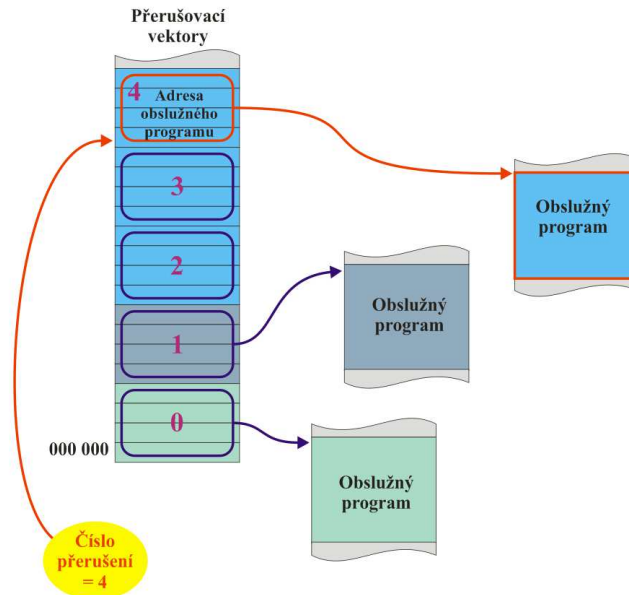 Přerušovací
vektory
4
Adresa
obslužného
programu
3
2
1
0
000 000
Obslužný
program
Obslužný
program
Obslužný
program
Číslo
přerušení
= 4